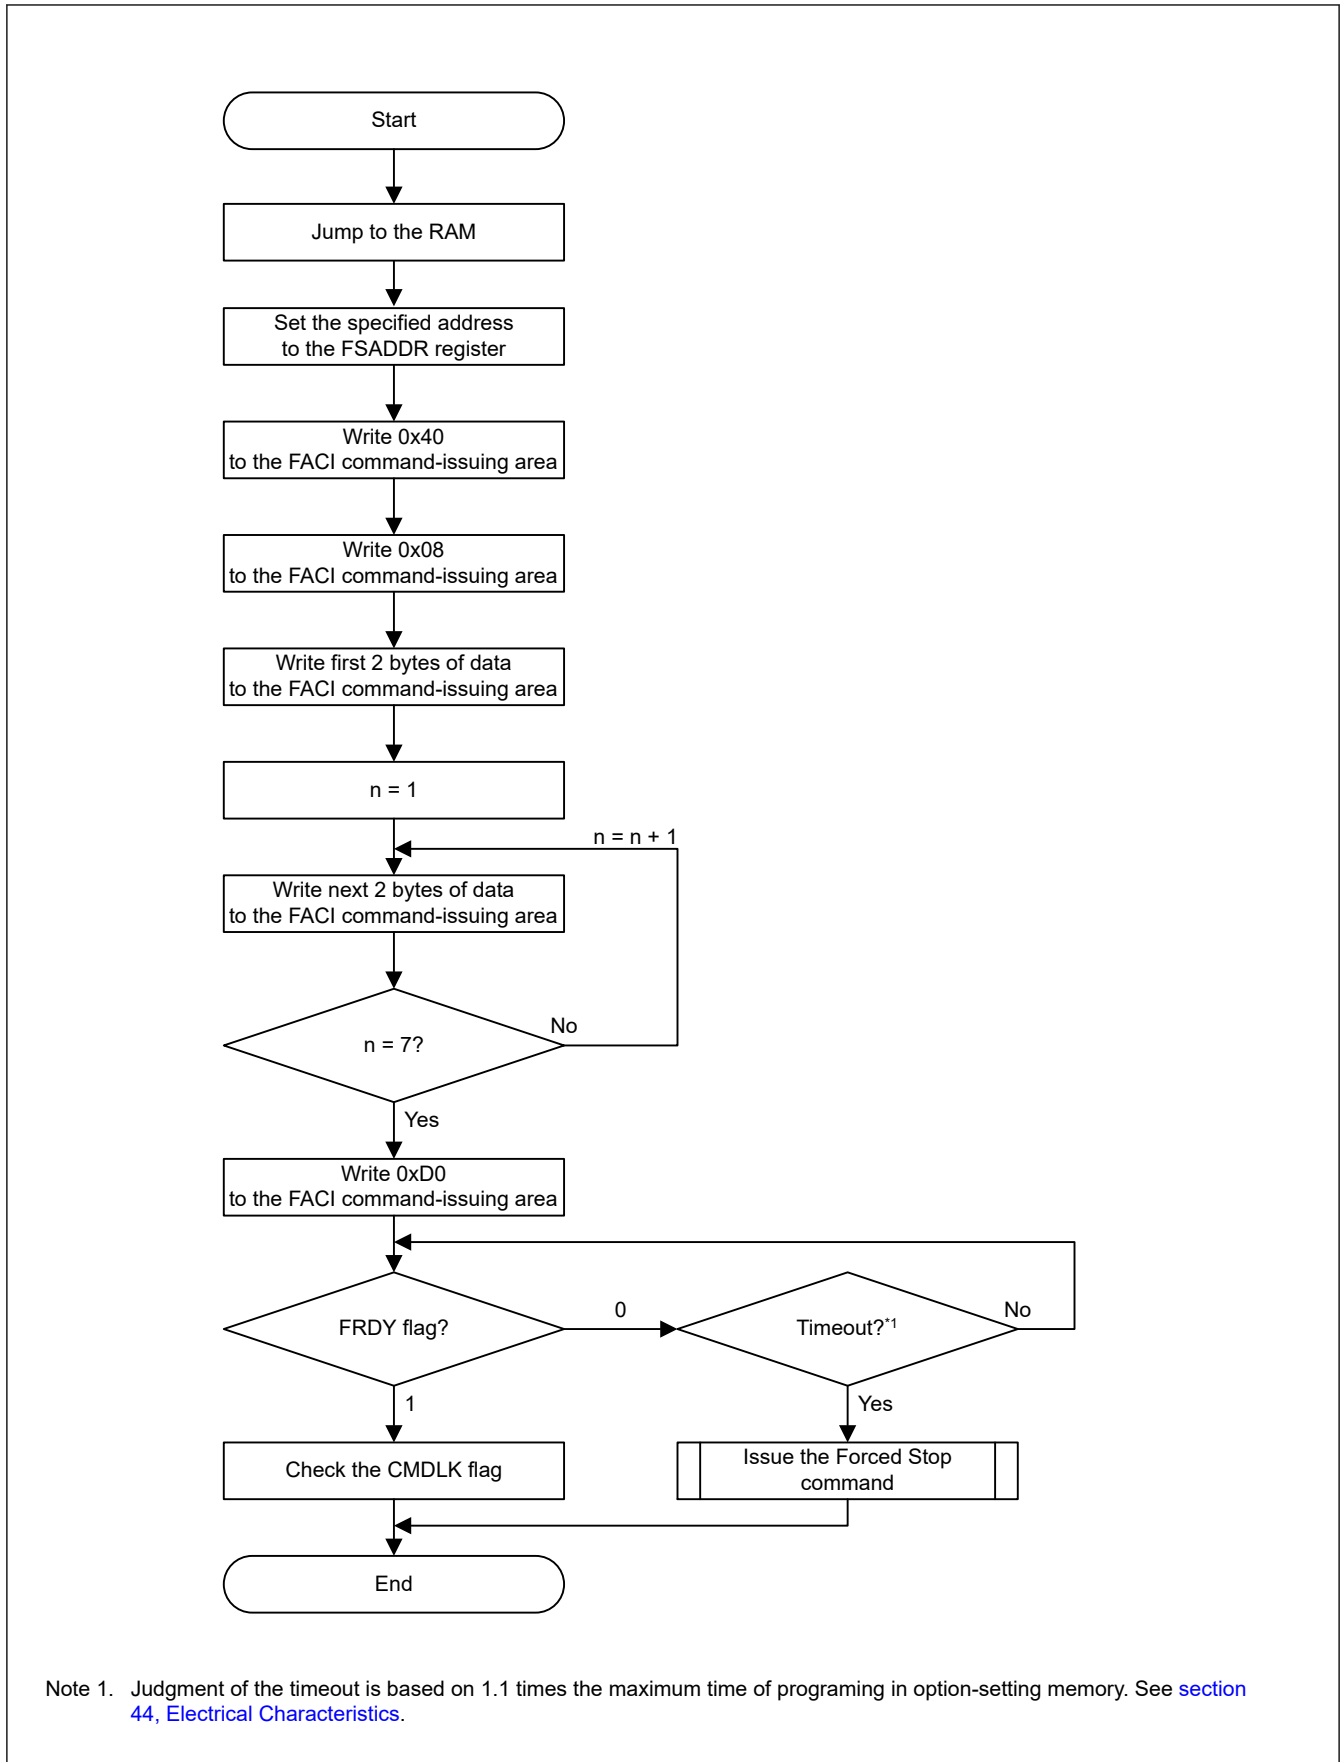 Start
Jump to the RAM
Set the specified address
to the FSADDR register
Write 0x40
to the FACI command-issuing area
Write 0x08
to the FACI command-issuing area
Write first 2 bytes of data
to the FACI command-issuing area
n = 1
n = n + 1
Write next 2 bytes of data
to the FACI command-issuing area
No
n = 7?
Yes
Write 0xD0
to the FACI command-issuing area
FRDY flag?
0
Timeout?*1
No
1
Yes
Check the CMDLK flag
Issue the Forced Stop
command
End
Note 1. Judgment of the timeout is based on 1.1 times the maximum time of programing in option-setting memory. See section
44, Electrical Characteristics.